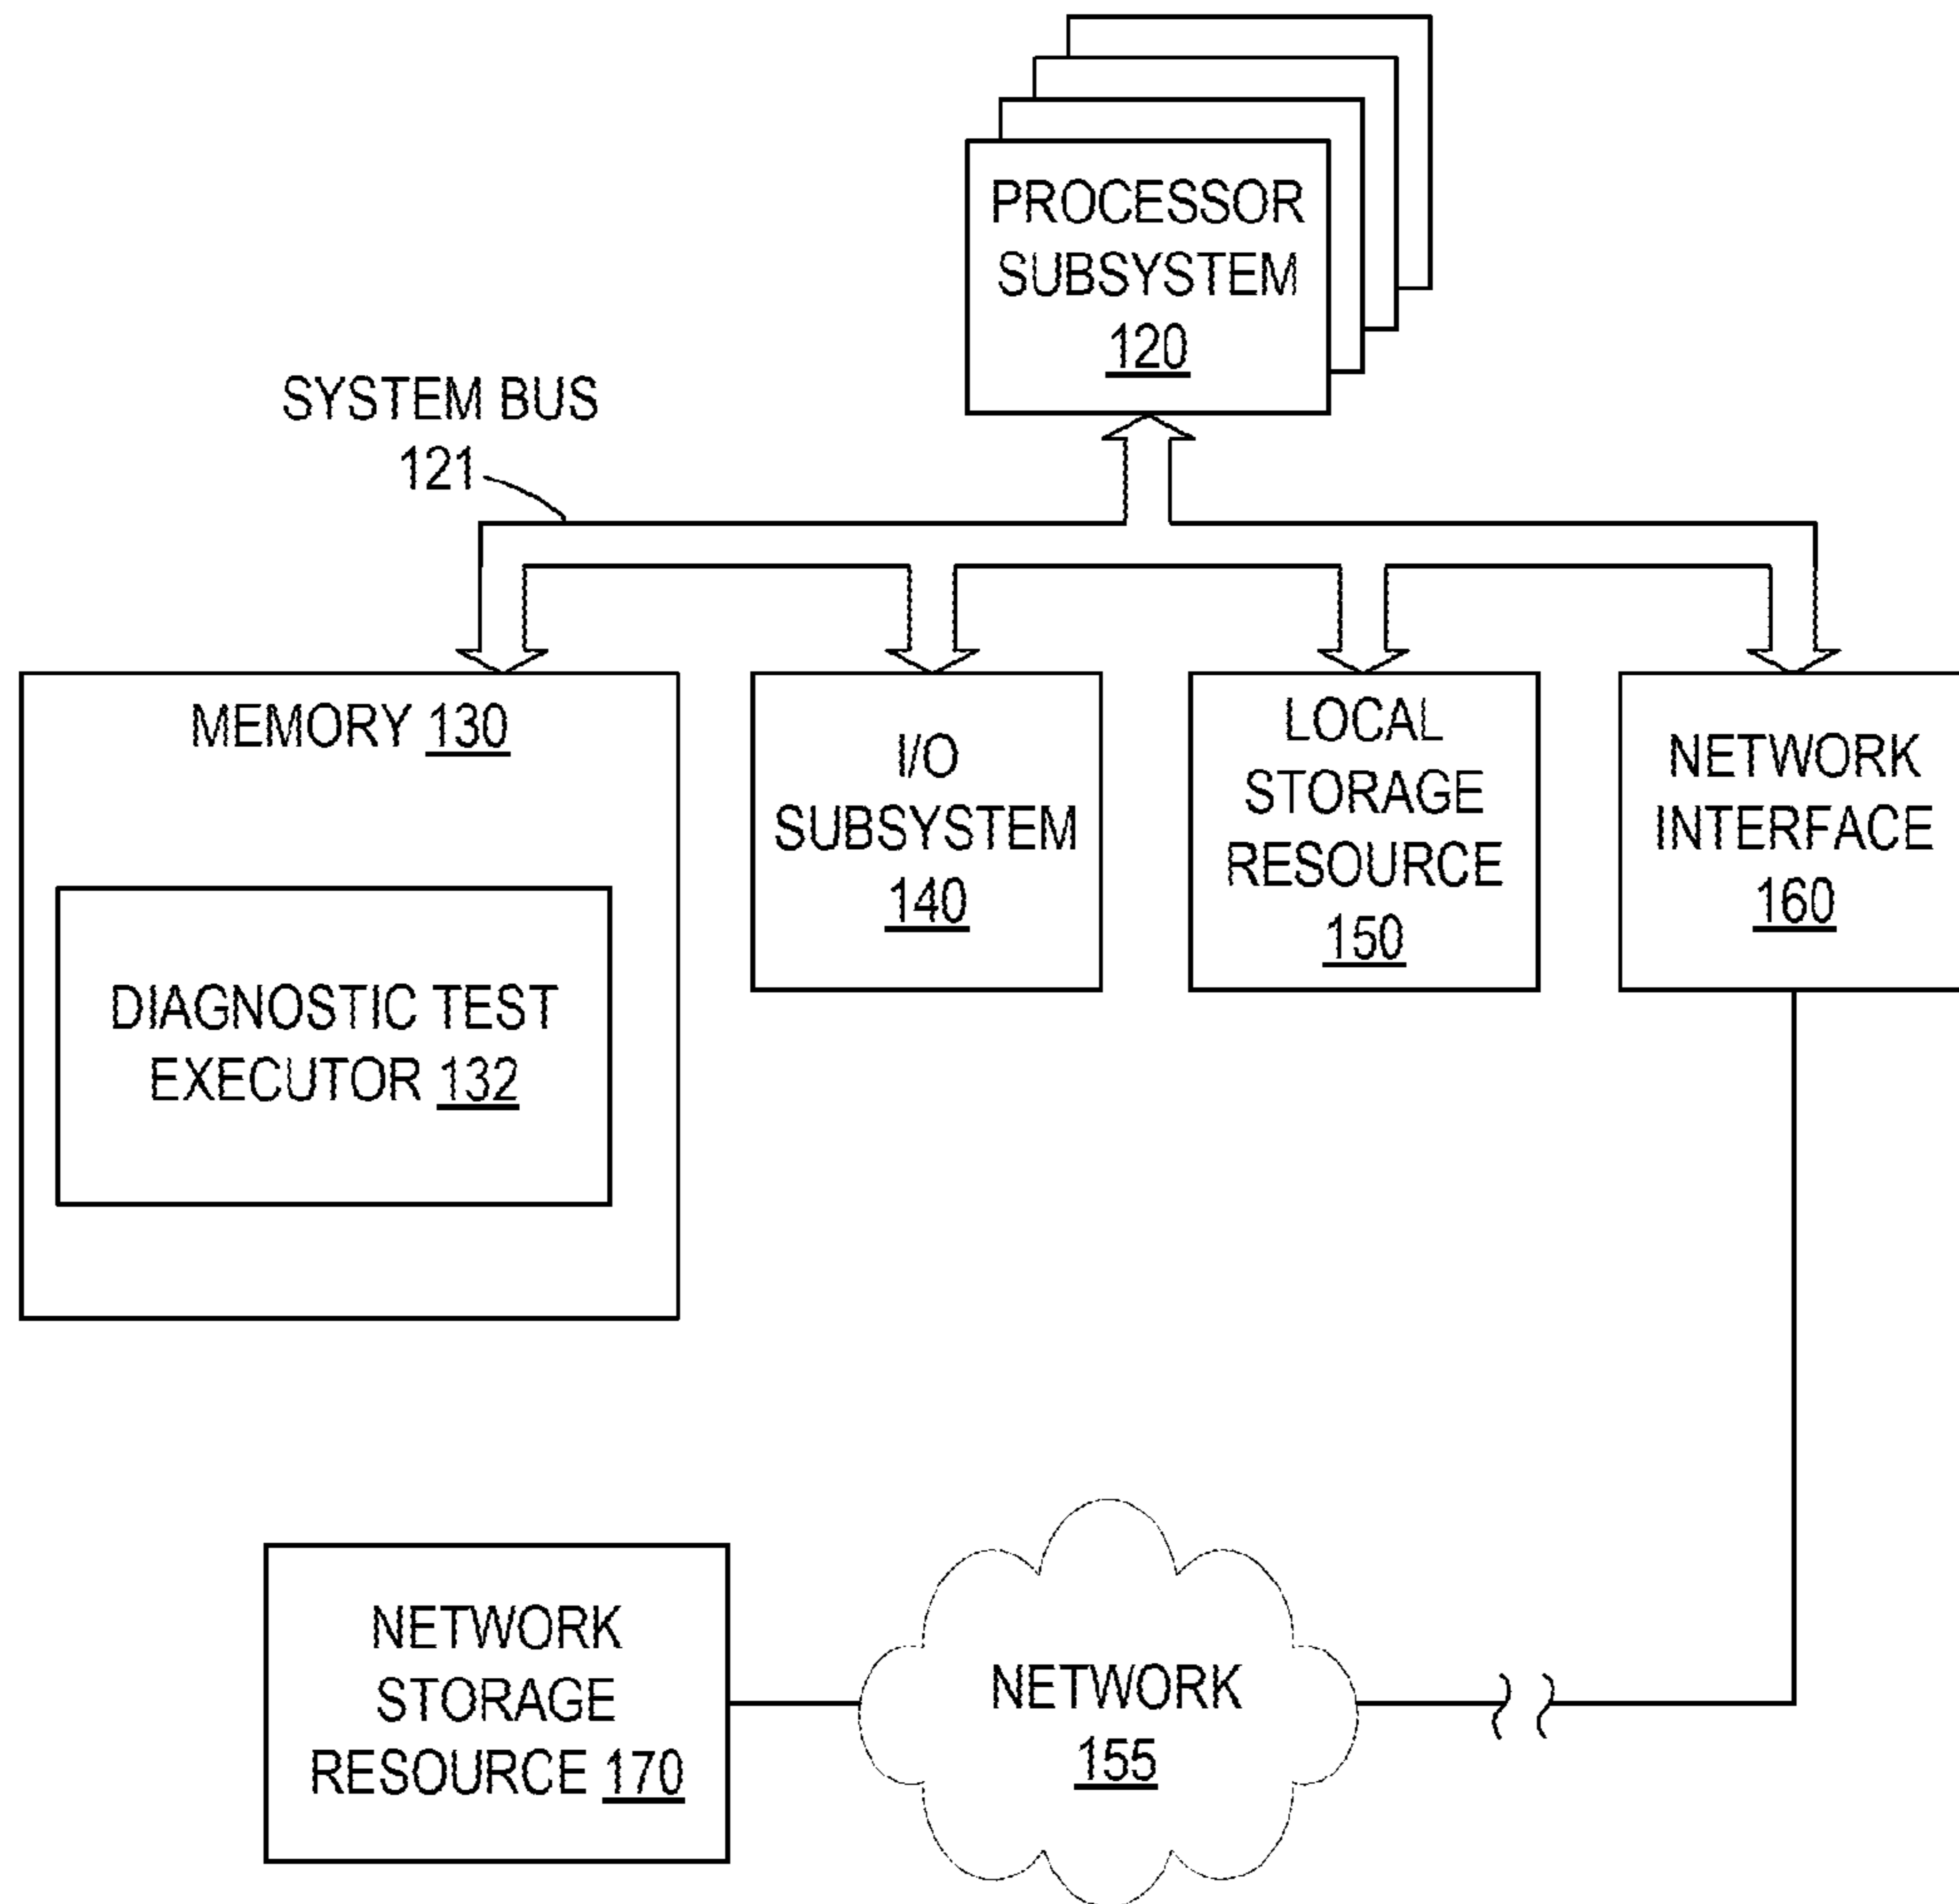 PROCESSOR
SUBSYSTEM
120
SYSTEM BUS
121
MEMORY 130
DIAGNOSTIC TEST
EXECUTOR 132
I/O
SUBSYSTEM
140
LOCAL
STORAGE
RESOURCE
150
NETWORK
INTERFACE
160
NETWORK
STORAGE
RESOURCE 170
NETWORK
155